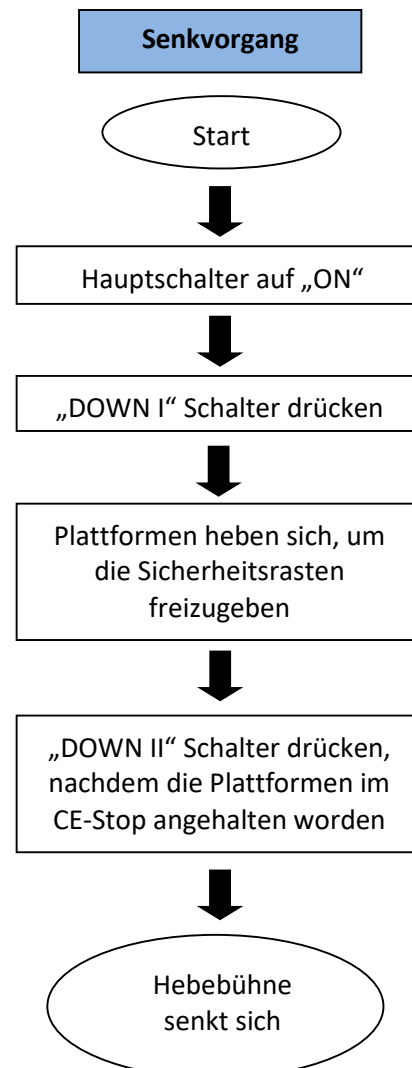 Senkvorgang
Start
Hauptschalter auf „ON“
„DOWN I“ Schalter drücken
Plattformen heben sich, um
die Sicherheitsrasten
freizugeben
„DOWN II“ Schalter drücken,
nachdem die Plattformen im
CE-Stop angehalten worden
Hebebühne
senkt sich